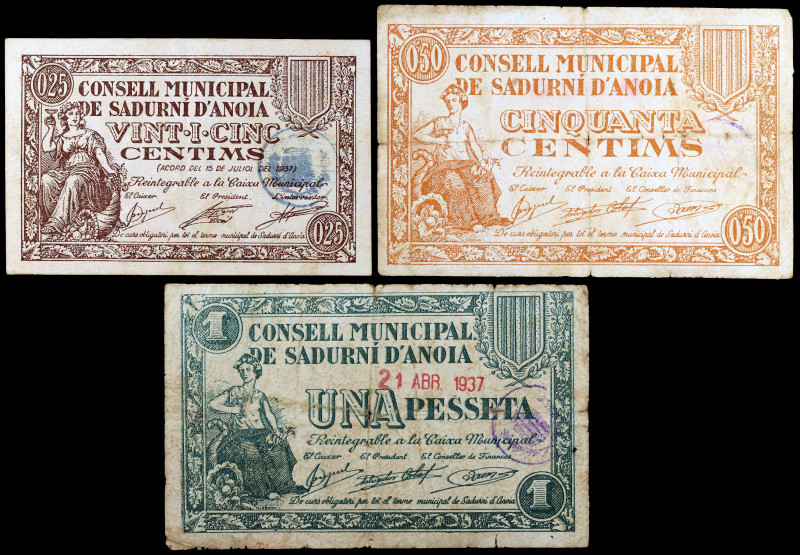 0'25
CONSELL MUNICIPAL
DE SADURNÍ D'ANOIA
VINT-I-CINC
CENTIMS
(ACORD DEL 15 DE JULIOL DEL 1937)
Reintegrable a la Caixa Municipal
El Caixer El President L'interventor
De curs obligatori per tot el terme municipal de Sadurní d'Anoia
0'25
0'50
CONSELL MUNICIPAL
DE SADURNÍ D'ANOIA
CINQUANTA
CENTIMS
Reintegrable a la Caixa Municipal
El Caixer El President El Conseller de Finances
De curs obligatori per tot el terme municipal de Sadurní d'Anoia
0'50
1
CONSELL MUNICIPAL
DE SADURNÍ D'ANOIA
21 ABR. 1937
UNA PESSETA
Reintegrable a la Caixa Municipal
El Caixer El President El Conseller de Finances
De curs obligatori per tot el terme municipal de Sadurní d'Anoia
1